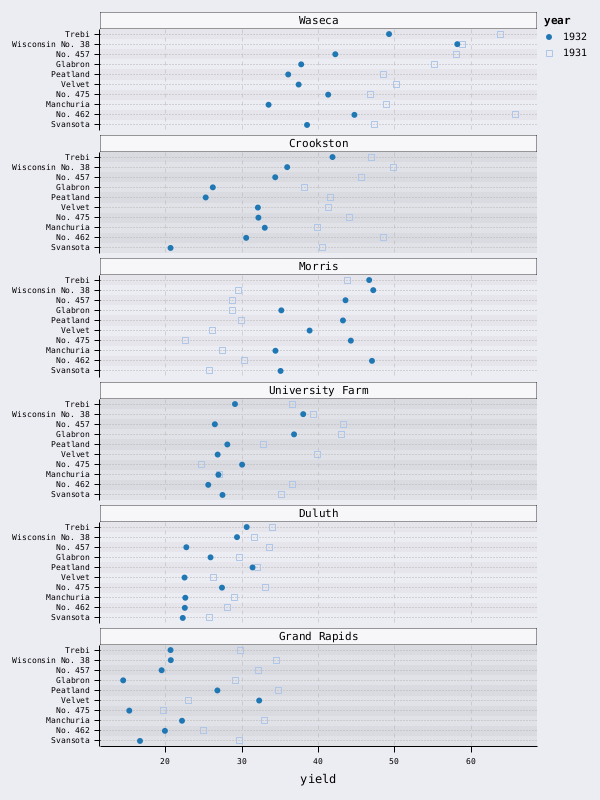 Waseca
year
1932
1931
Trebi
Wisconsin No. 38
No. 457
Glabron
Peatland
Velvet
No. 475
Manchuria
No. 462
Svansota
Crookston
Trebi
Wisconsin No. 38
No. 457
Glabron
Peatland
Velvet
No. 475
Manchuria
No. 462
Svansota
Morris
Trebi
Wisconsin No. 38
No. 457
Glabron
Peatland
Velvet
No. 475
Manchuria
No. 462
Svansota
University Farm
Trebi
Wisconsin No. 38
No. 457
Glabron
Peatland
Velvet
No. 475
Manchuria
No. 462
Svansota
Duluth
Trebi
Wisconsin No. 38
No. 457
Glabron
Peatland
Velvet
No. 475
Manchuria
No. 462
Svansota
Grand Rapids
Trebi
Wisconsin No. 38
No. 457
Glabron
Peatland
Velvet
No. 475
Manchuria
No. 462
Svansota
20 30 40 50 60
yield